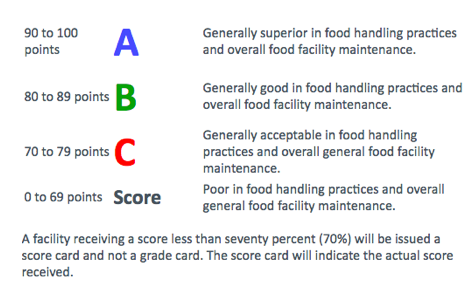 90 to 100 points A Generally superior in food handling practices and overall food facility maintenance.
80 to 89 points B Generally good in food handling practices and overall food facility maintenance.
70 to 79 points C Generally acceptable in food handling practices and overall general food facility maintenance.
0 to 69 points Score Poor in food handling practices and overall general food facility maintenance.
A facility receiving a score less than seventy percent (70%) will be issued a
score card and not a grade card. The score card will indicate the actual score
received.